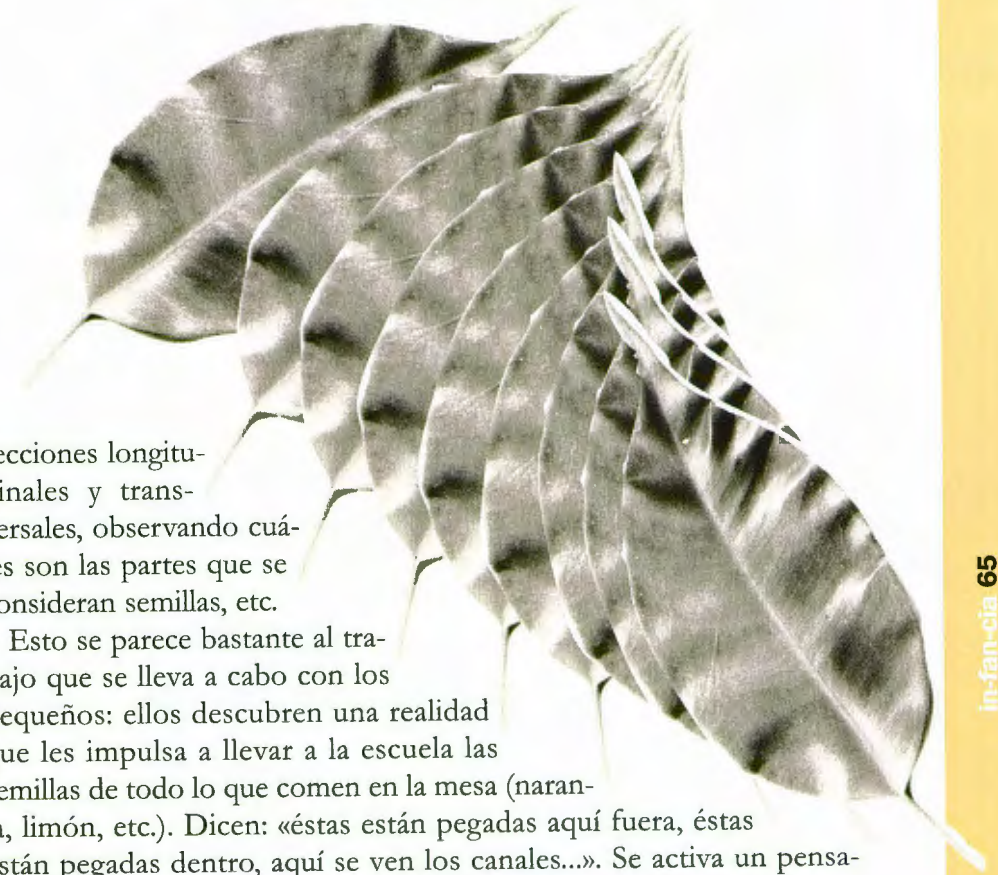 ecciones longitu-
inales y trans-
ersales, observando cuá-
es son las partes que se
onsideran semillas, etc.
Esto se parece bastante al tra-
ajo que se lleva a cabo con los
equeños: ellos descubren una realidad
ue les impulsa a llevar a la escuela las
emillas de todo lo que comen en la mesa (naran-
a, limón, etc.). Dicen: «éstas están pegadas aquí fuera, éstas
stán pegadas dentro, aquí se ven los canales...». Se activa un pensa-
in-fan-cia 65